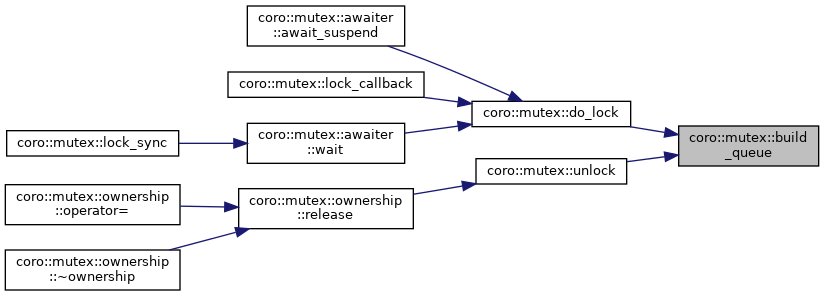 coro::mutex::awaiter
::await_suspend
coro::mutex::lock_callback
coro::mutex::do_lock
coro::mutex::lock_sync
coro::mutex::awaiter
::wait
coro::mutex::build
_queue
coro::mutex::unlock
coro::mutex::ownership
::operator=
coro::mutex::ownership
::release
coro::mutex::ownership
::~ownership